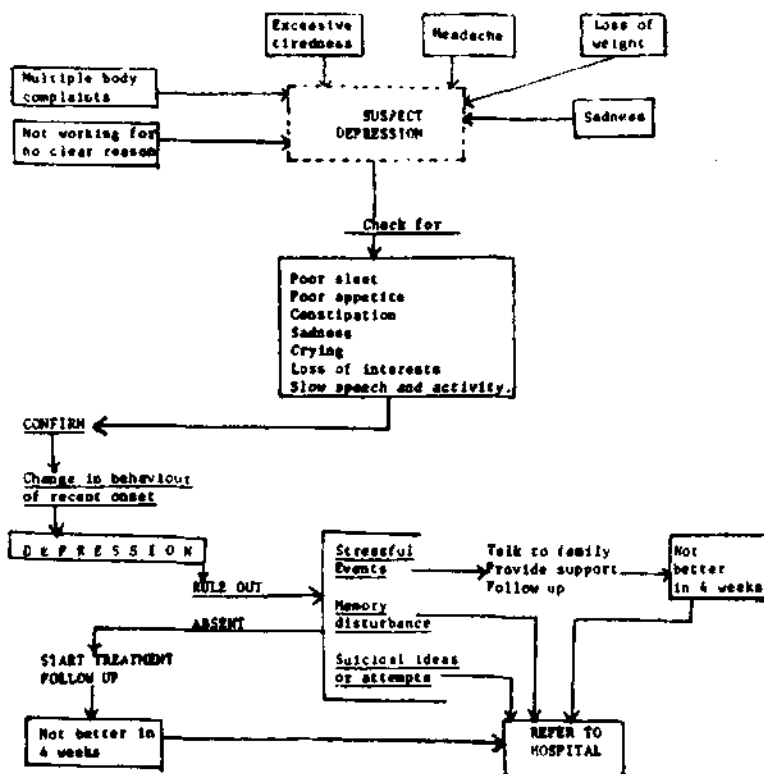 Excessive
tiredness
Headache
Loss of
weight
Multiple body
complaints
SUSPECT
DEPRESSION
Not working for
no clear reason
Sadness
Check for
Poor sleet
Poor appetite
Constipation
Sadness
Crying
Loss of interests
Slow speech and activity.
CONFIRM
Change in behaviour
of recent onset
DEPRESSION
RULE OUT
Stressful
Events
Talk to family
Provide support
Follow up
Not
better
in 4 weeks
Memory
disturbance
ABSENT
START TREATMENT
FOLLOW UP
Suicidal ideas
or attempts
Not better in
4 weeks
REFER TO
HOSPITAL